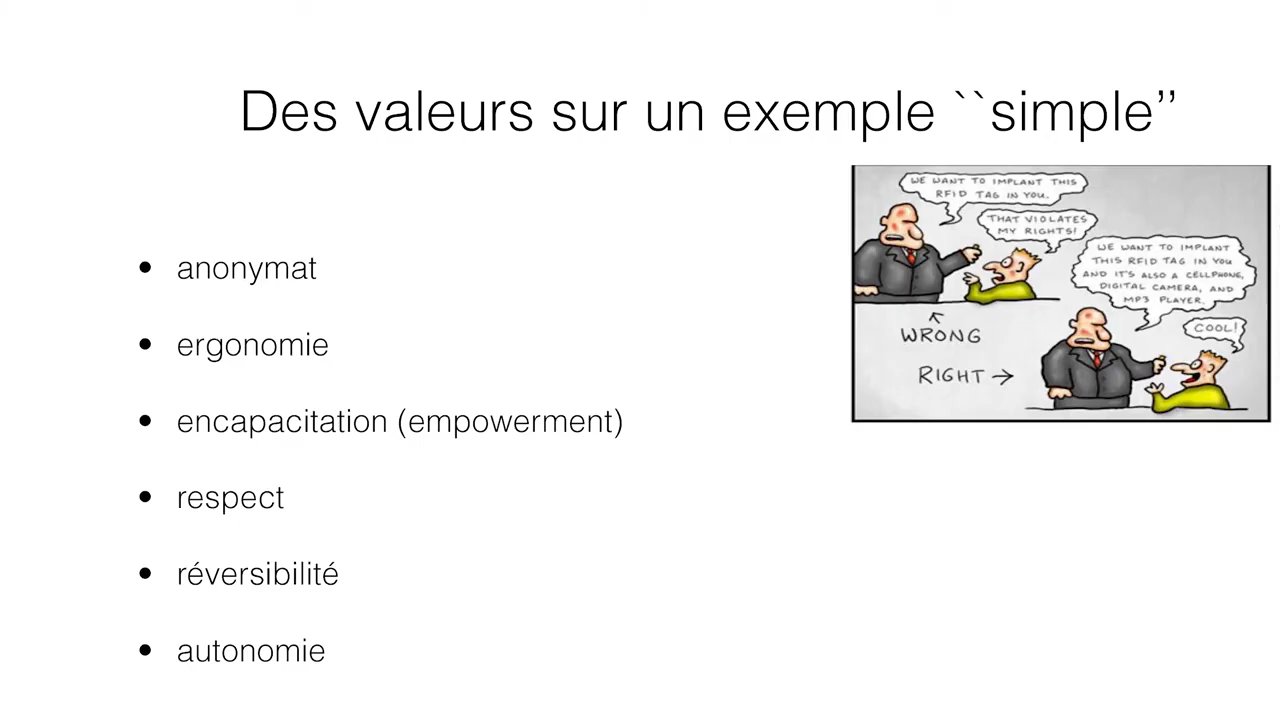 Des valeurs sur un exemple ``simple’’
• anonymat
• ergonomie
• encapacitation (empowerment)
• respect
• réversibilité
• autonomie
WE WANT TO IMPLANT THIS
RFID TAG IN YOU.
THAT VIOLATES
MY RIGHTS!
WRONG
RIGHT →
WE WANT TO IMPLANT
THIS RFID TAG IN YOU
AND IT'S ALSO A CELLPHONE,
DIGITAL CAMERA, AND
MP3 PLAYER.
COOL!